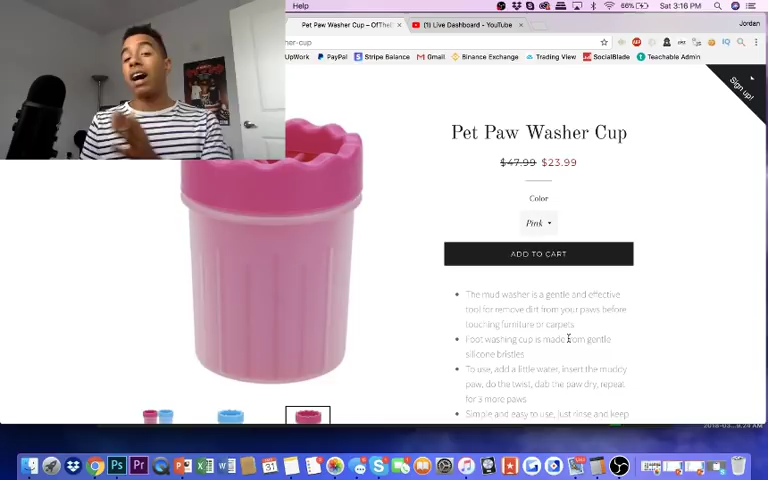 Help
66%
Sat 3:16 PM
Pet Paw Washer Cup – OfThe
(1) Live Dashboard - YouTube
Jordan
her-cup
UpWork
PayPal
Stripe Balance
Gmail
Binance Exchange
Trading View
SocialBlade
Teachable Admin
Sign up!
Pet Paw Washer Cup
$47.99 $23.99
Color
Pink
ADD TO CART
The mud washer is a gentle and effective
tool for remove dirt from your paws before
touching furniture or carpets
Foot washing cup is made from gentle
silicone bristles
To use, add a little water, insert the muddy
paw, do the twist, dab the paw dry, repeat
for 3 more paws
Simple and easy to use, just rinse and keep